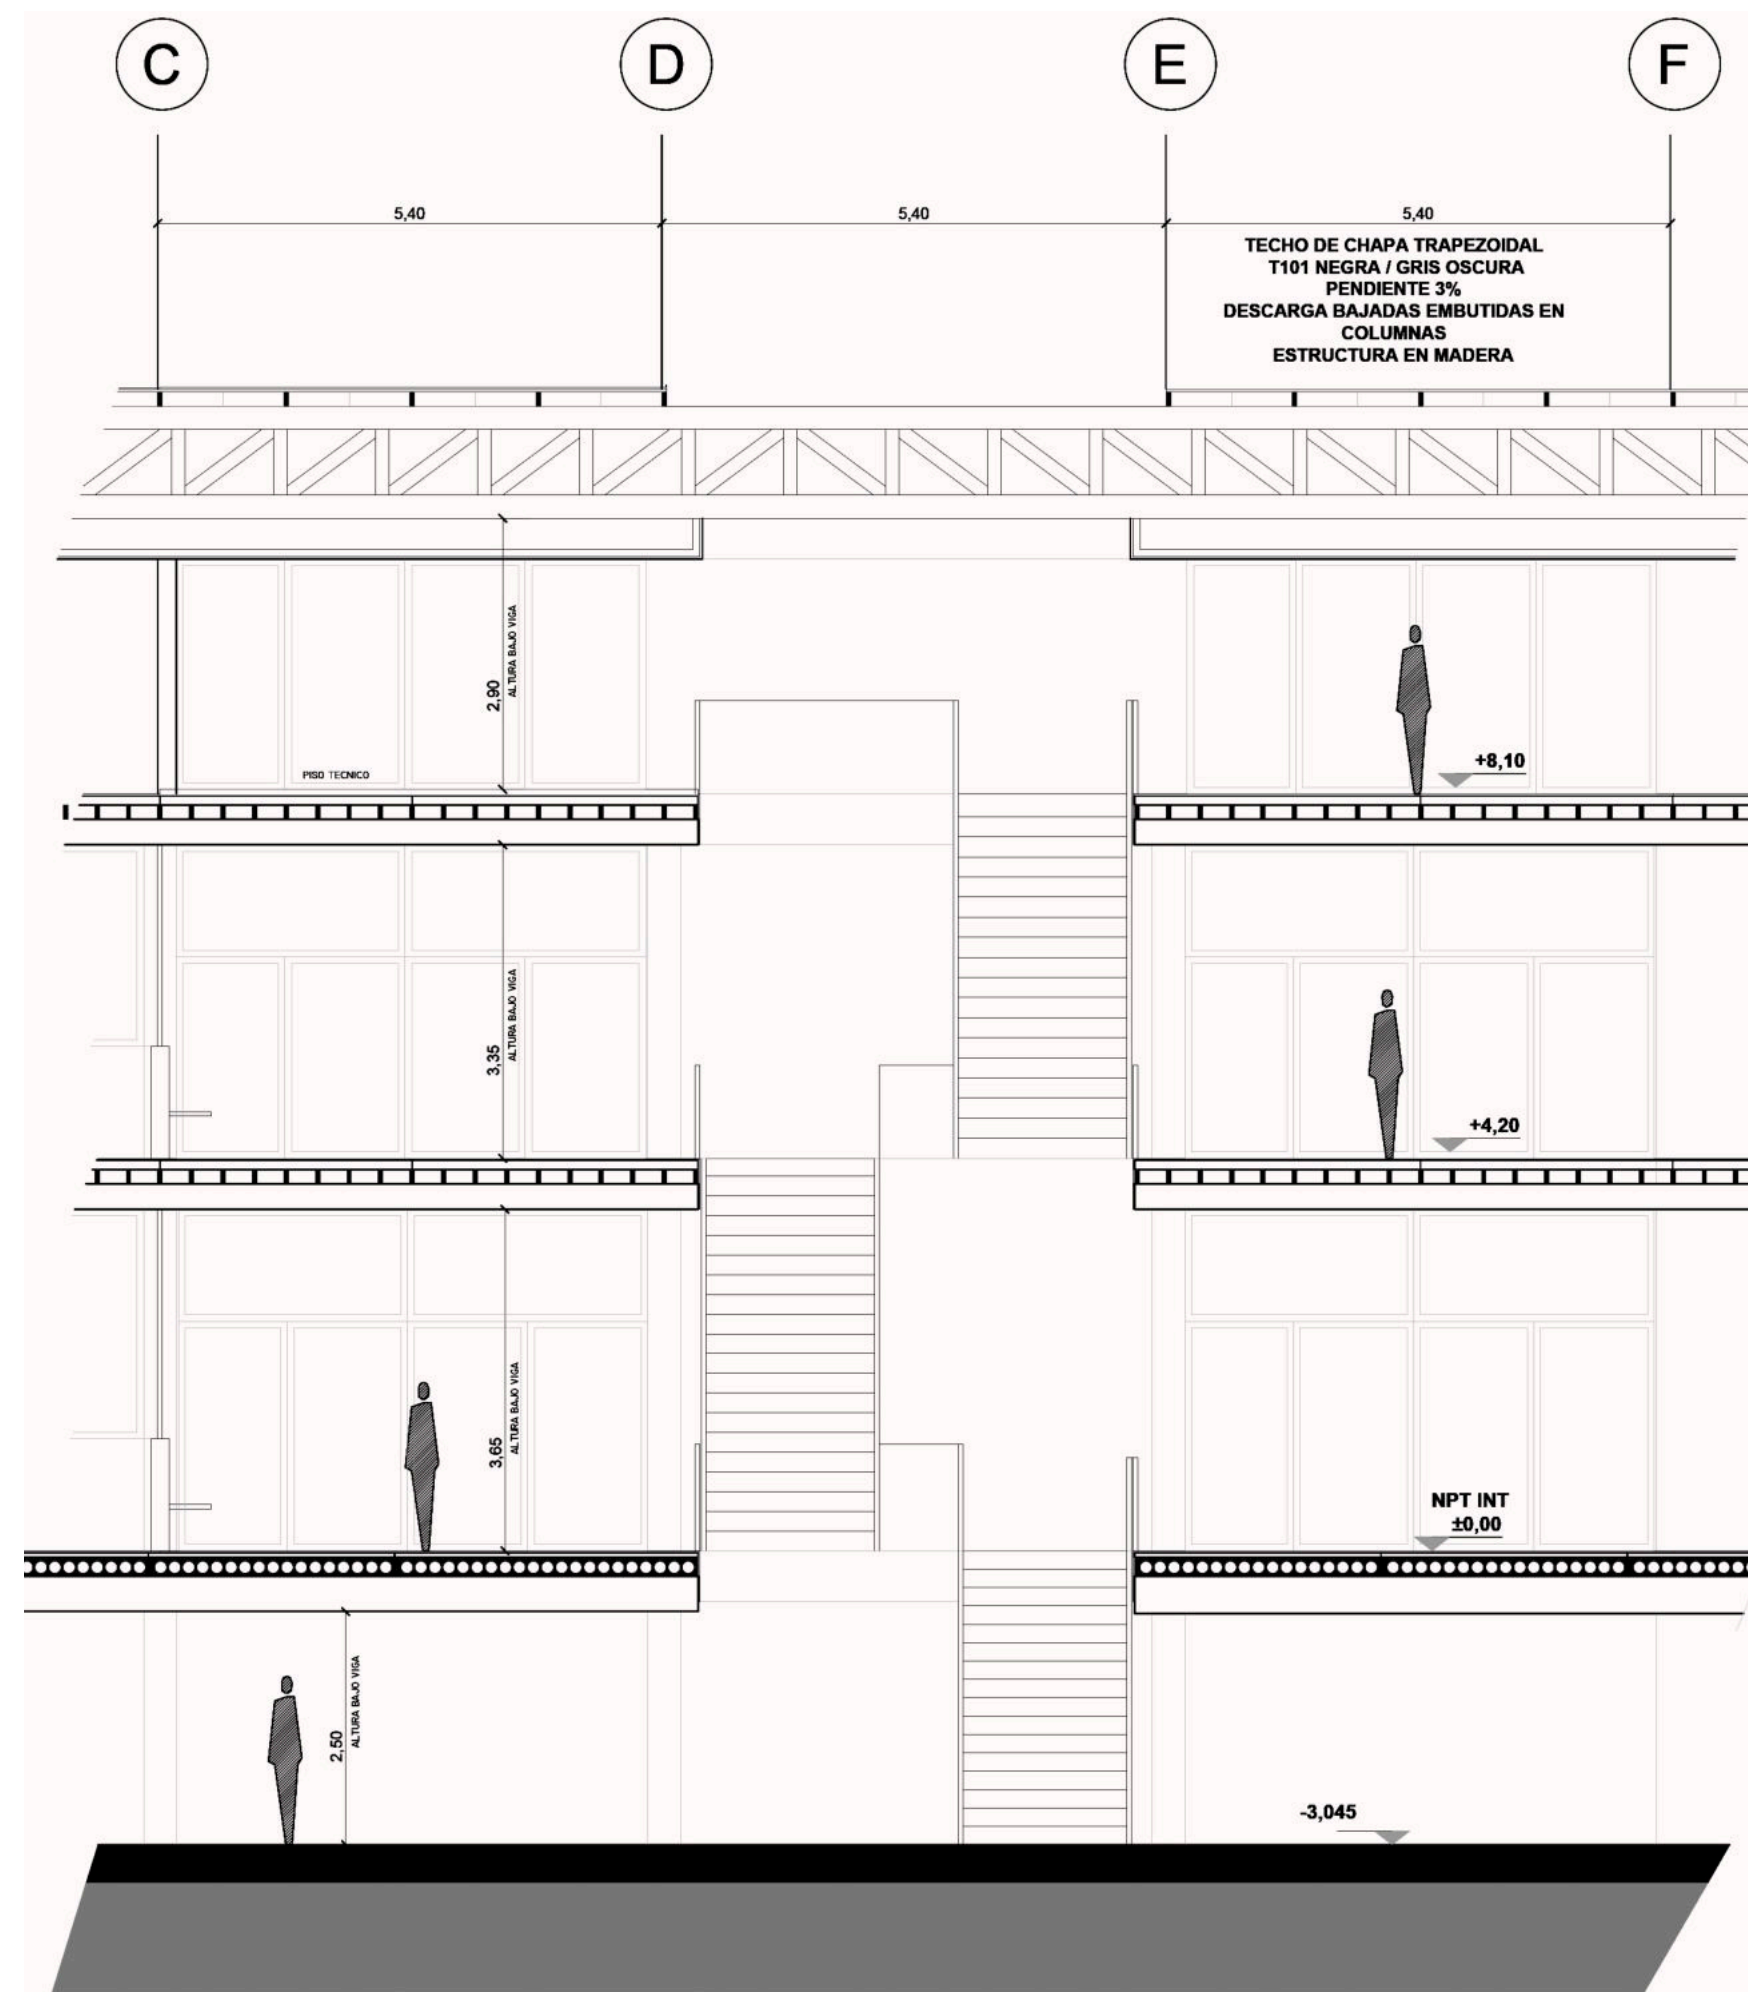 C
D
E
F
5,40
5,40
5,40
TECHO DE CHAPA TRAPEZOIDAL
T101 NEGRA / GRIS OSCURA
PENDIENTE 3%
DESCARGA BAJADAS EMBUTIDAS EN
COLUMNAS
ESTRUCTURA EN MADERA
2,90
ALTURA BAJO VIGA
PISO TECNICO
+8,10
3,35
ALTURA BAJO VIGA
+4,20
3,65
ALTURA BAJO VIGA
NPT INT
±0,00
2,50
ALTURA BAJO VIGA
-3,045